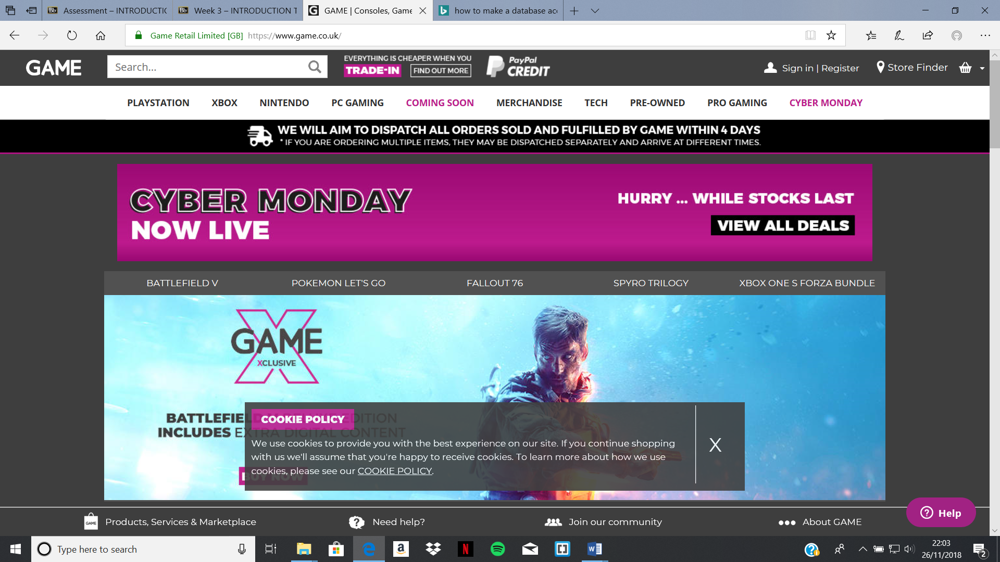 Assessment – INTRODUCTIC
Week 3 – INTRODUCTION T
GAME | Consoles, Game
how to make a database acc
Game Retail Limited [GB] https://www.game.co.uk/
GAME
Search...
EVERYTHING IS CHEAPER WHEN YOU
TRADE-IN
FIND OUT MORE
PayPal
CREDIT
Sign in | Register
Store Finder
PLAYSTATION
XBOX
NINTENDO
PC GAMING
COMING SOON
MERCHANDISE
TECH
PRE-OWNED
PRO GAMING
CYBER MONDAY
WE WILL AIM TO DISPATCH ALL ORDERS SOLD AND FULFILLED BY GAME WITHIN 4 DAYS
* IF YOU ARE ORDERING MULTIPLE ITEMS, THEY MAY BE DISPATCHED SEPARATELY AND ARRIVE AT DIFFERENT TIMES.
CYBER MONDAY
NOW LIVE
HURRY ... WHILE STOCKS LAST
VIEW ALL DEALS
BATTLEFIELD V
POKEMON LET'S GO
FALLOUT 76
SPYRO TRILOGY
XBOX ONE S FORZA BUNDLE
GAME
XCLUSIVE
BATTLEFIEL EDITION
INCLUDES EXTRA DIGITAL CONTENT
BUY NOW
COOKIE POLICY
We use cookies to provide you with the best experience on our site. If you continue shopping
with us we'll assume that you're happy to receive cookies. To learn more about how we use
cookies, please see our COOKIE POLICY.
X
Help
GAME
Products, Services & Marketplace
Need help?
Join our community
About GAME
Type here to search
22:03
26/11/2018
2